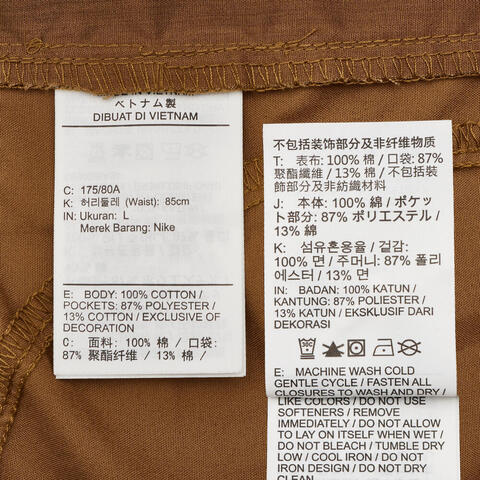 ベトナム製
DIBUAT DI VIETNAM
C: 175/80A
K: 허리둘레 (Waist): 85cm
IN: Ukuran: L
Merek Barang: Nike
E: BODY: 100% COTTON /
POCKETS: 87% POLYESTER /
13% COTTON / EXCLUSIVE OF
DECORATION
C: 面料: 100% 棉 / 口袋:
87% 聚酯纤维 / 13% 棉 /
不包括装饰部分及非纤维物质
T: 表布: 100% 棉 / 口袋: 87%
聚酯纖維 / 13% 棉 / 不包括裝
飾部分及非紡織材料
J: 本体: 100% 綿 / ポケッ
ト部分: 87% ポリエステル /
13% 綿
K: 섬유혼용율 / 겉감:
100% 면 / 주머니: 87% 폴리
에스터 / 13% 면
IN: BADAN: 100% KATUN /
KANTUNG: 87% POLIESTER /
13% KATUN / EKSKLUSIF DARI
DEKORASI
E: MACHINE WASH COLD
GENTLE CYCLE / FASTEN ALL
CLOSURES TO WASH AND DRY
/ LIKE COLORS / DO NOT USE
SOFTENERS / REMOVE
IMMEDIATELY / DO NOT ALLOW
TO LAY ON ITSELF WHEN WET /
DO NOT BLEACH / TUMBLE DRY
LOW / COOL IRON / DO NOT
IRON DESIGN / DO NOT DRY